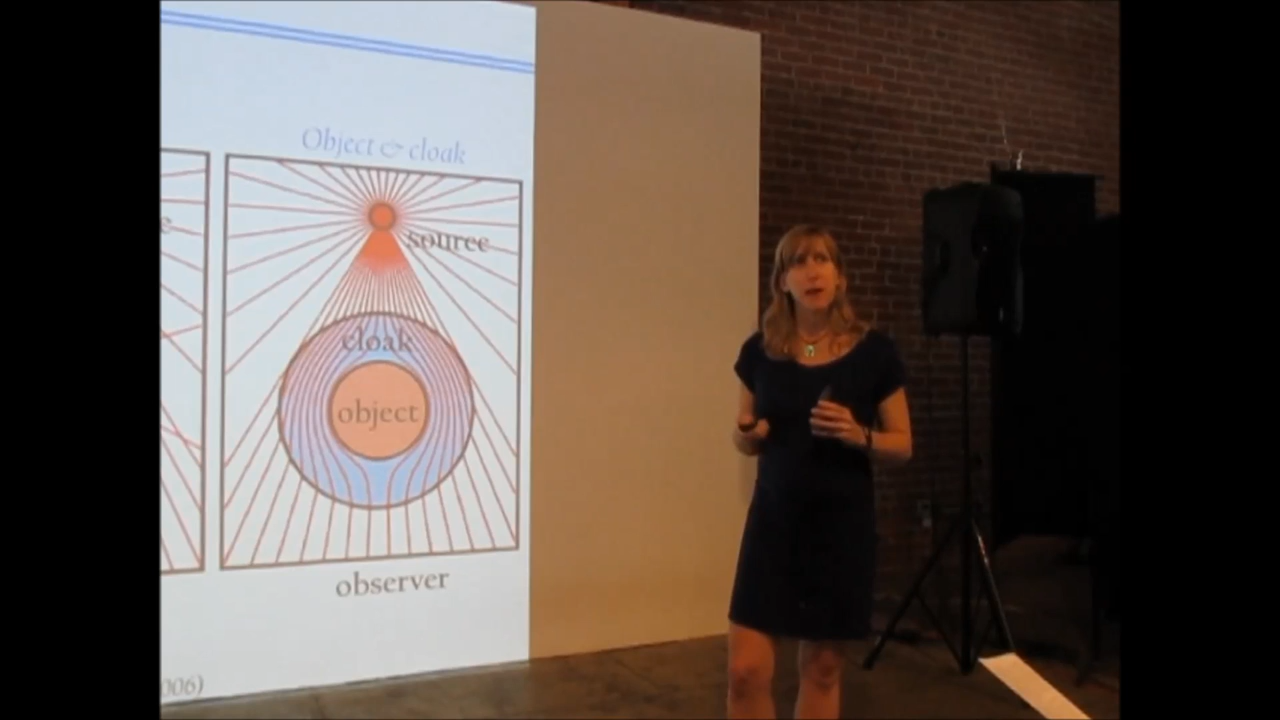 Object & cloak
source
cloak
object
observer
006)